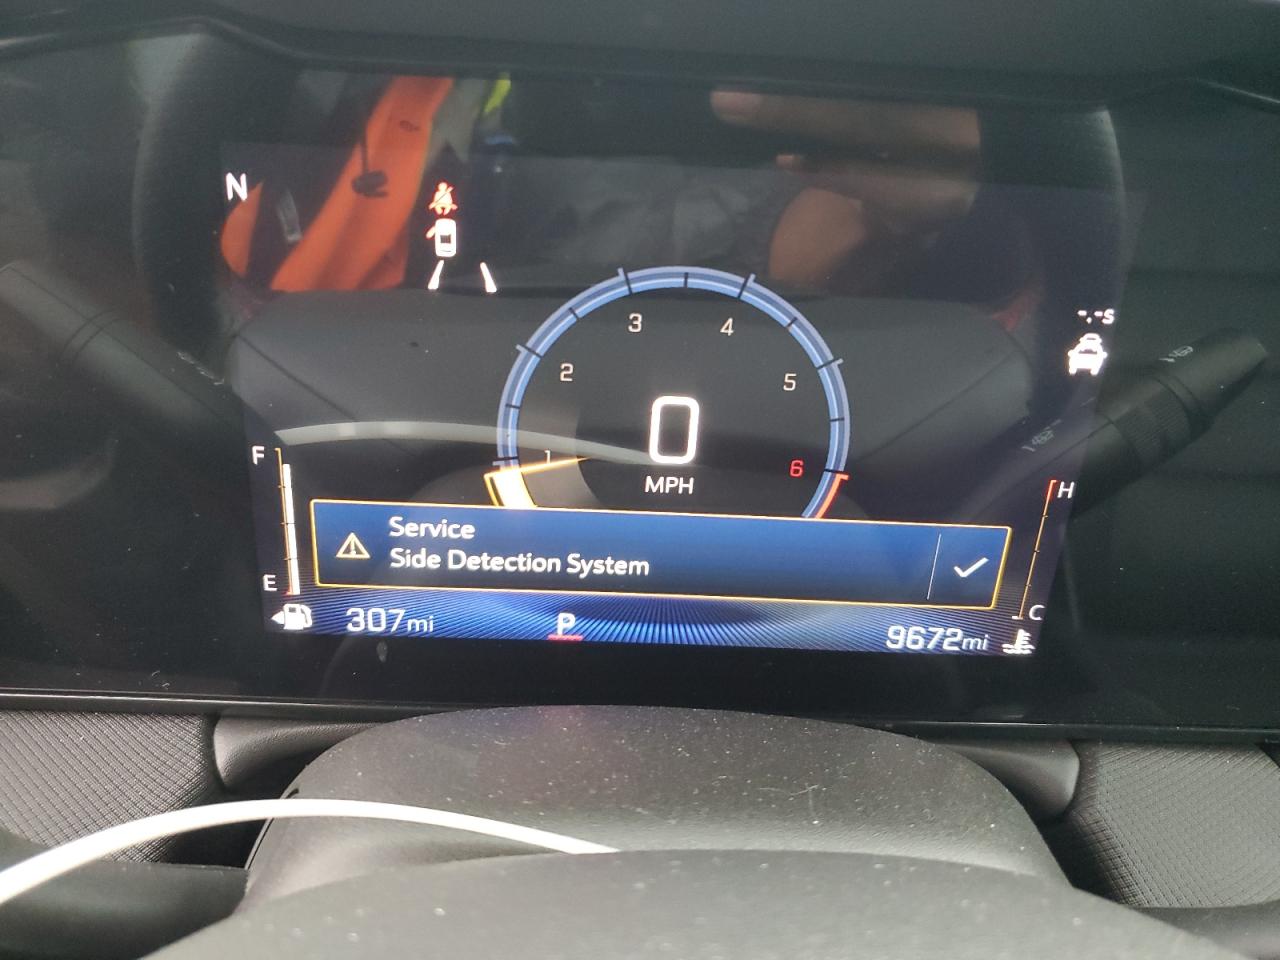 N
-.-s
3
4
2
5
1
6
0
MPH
F
E
H
C
Service
Side Detection System
307mi
P
9672mi